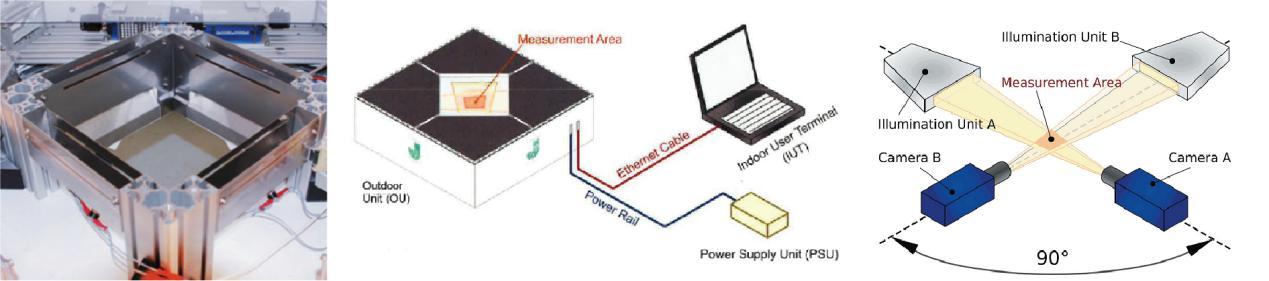 Measurement Area
Ethernet Cable
Indoor User Terminal
(IUT)
Outdoor
Unit (OU)
Power Rail
Power Supply Unit (PSU)
Illumination Unit B
Measurement Area
Illumination Unit A
Camera B
Camera A
90°